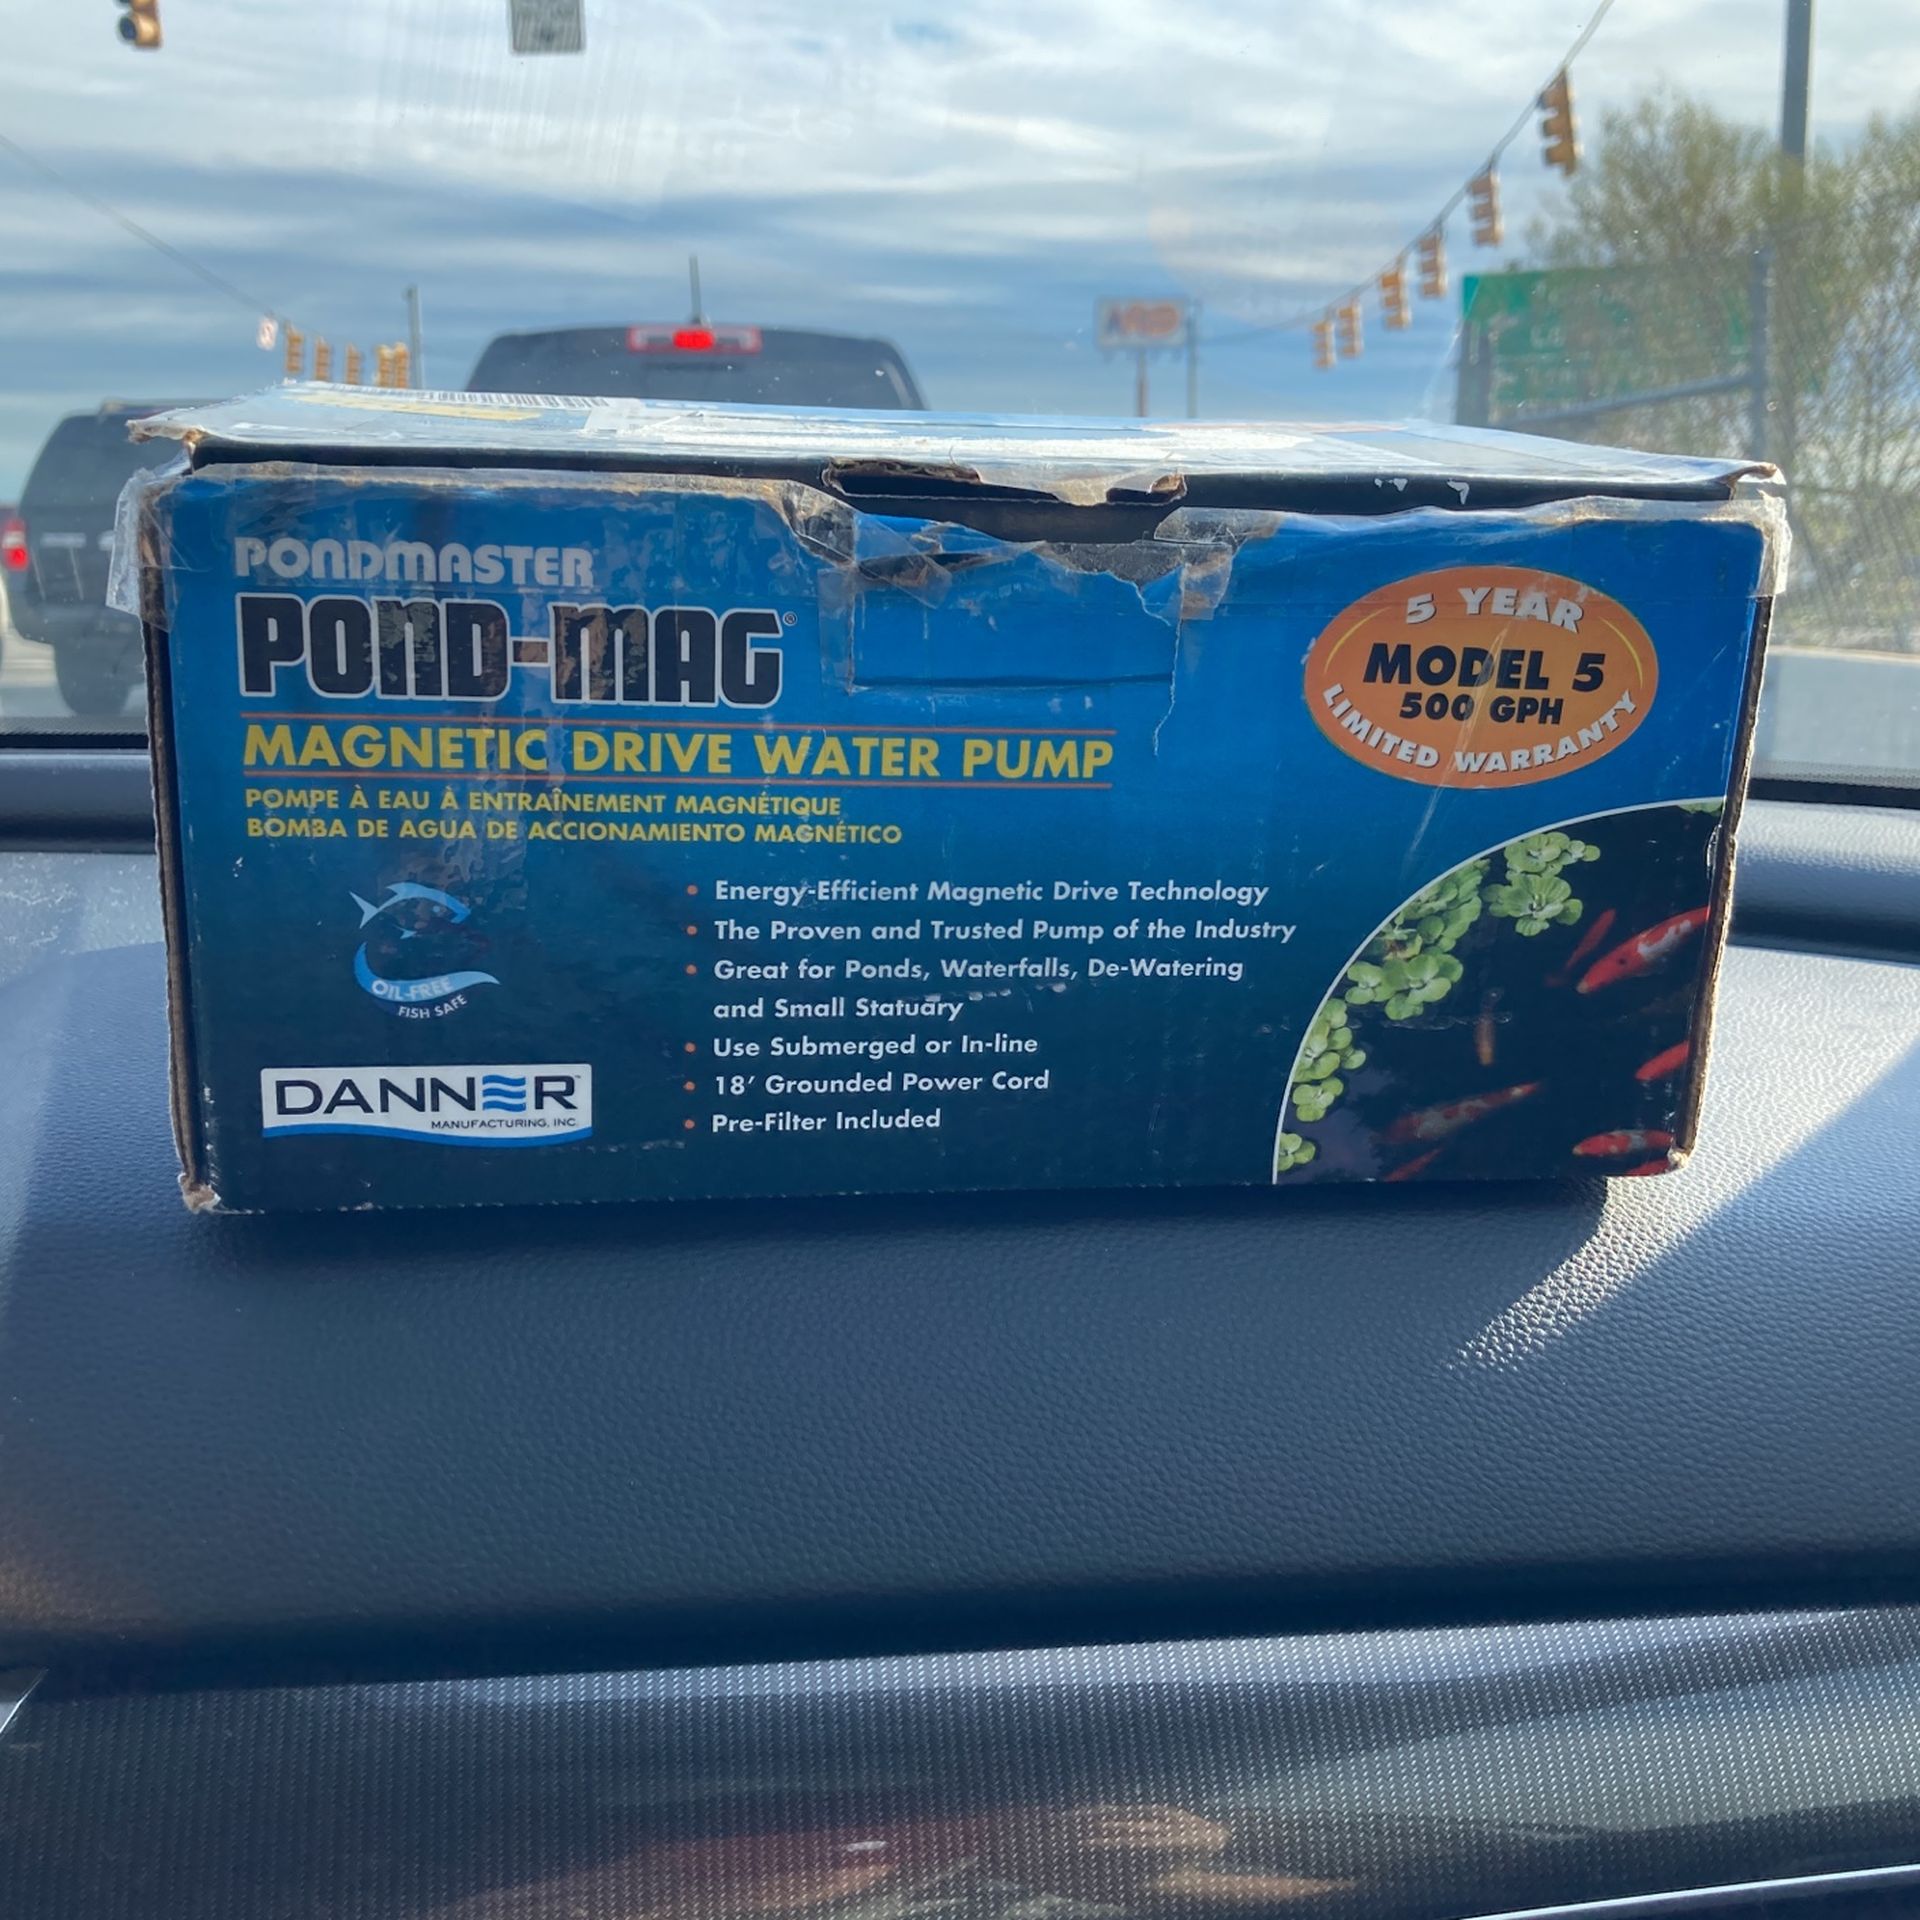 PONDMASTER
POND-MAG®
MAGNETIC DRIVE WATER PUMP
POMPE À EAU À ENTRAÎNEMENT MAGNÉTIQUE
BOMBA DE AGUA DE ACCIONAMIENTO MAGNÉTICO
5 YEAR
MODEL 5
500 GPH
LIMITED WARRANTY
• Energy-Efficient Magnetic Drive Technology
• The Proven and Trusted Pump of the Industry
• Great for Ponds, Waterfalls, De-Watering
and Small Statuary
• Use Submerged or In-line
• 18' Grounded Power Cord
• Pre-Filter Included
OIL-FREE
FISH SAFE
DANNER™
MANUFACTURING, INC.